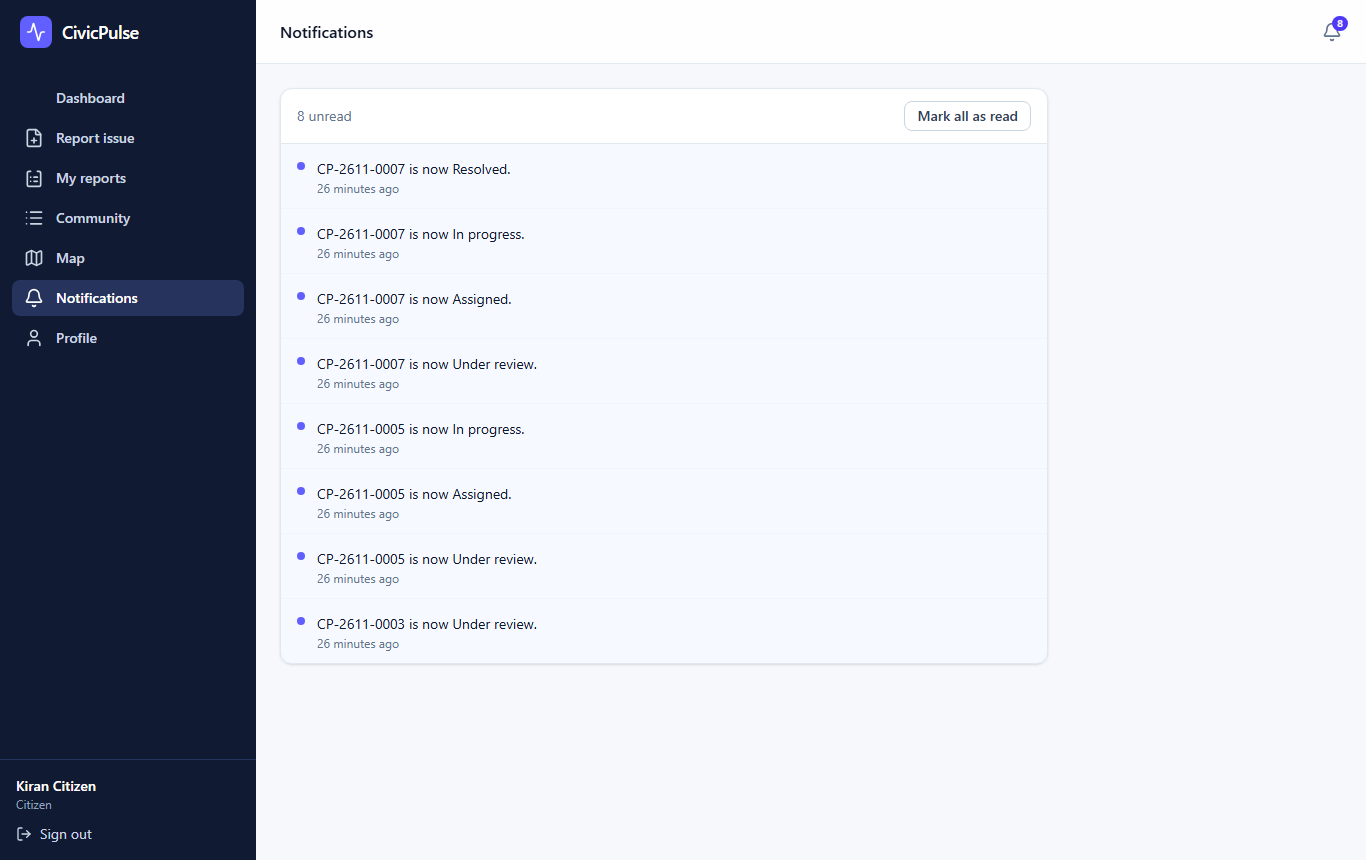 CivicPulse
Dashboard
Report issue
My reports
Community
Map
Notifications
Profile
Kiran Citizen
Citizen
Sign out
Notifications
8
8 unread
Mark all as read
CP-2611-0007 is now Resolved.
26 minutes ago
CP-2611-0007 is now In progress.
26 minutes ago
CP-2611-0007 is now Assigned.
26 minutes ago
CP-2611-0007 is now Under review.
26 minutes ago
CP-2611-0005 is now In progress.
26 minutes ago
CP-2611-0005 is now Assigned.
26 minutes ago
CP-2611-0005 is now Under review.
26 minutes ago
CP-2611-0003 is now Under review.
26 minutes ago